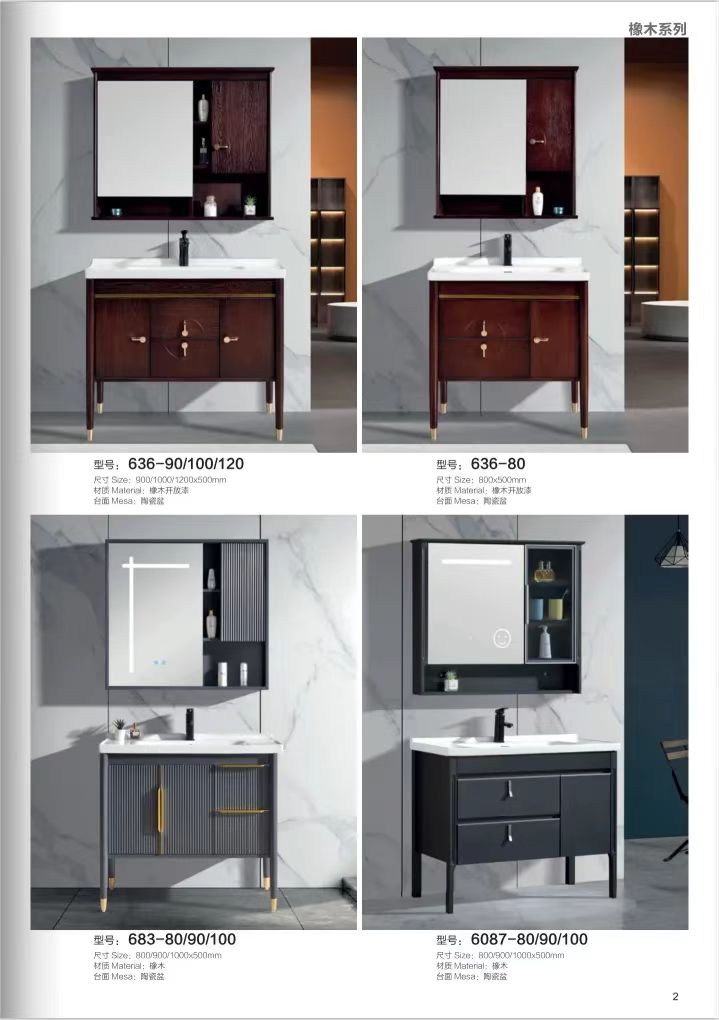 橡木系列
型号：636-90/100/120
尺寸 Size：900/1000/1200x500mm
材质 Material：橡木开放漆
台面 Mesa：陶瓷盆
型号：636-80
尺寸 Size：800x500mm
材质 Material：橡木开放漆
台面 Mesa：陶瓷盆
型号：683-80/90/100
尺寸 Size：800/900/1000x500mm
材质 Material：橡木
台面 Mesa：陶瓷盆
型号：6087-80/90/100
尺寸 Size：800/900/1000x500mm
材质 Material：橡木
台面 Mesa：陶瓷盆
2